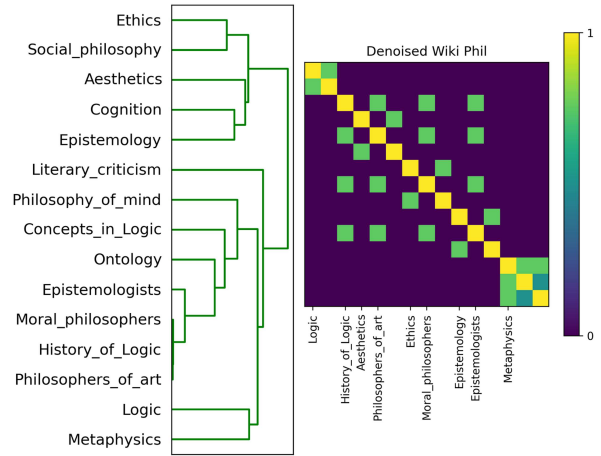 Ethics
Social_philosophy
Aesthetics
Cognition
Epistemology
Literary_criticism
Philosophy_of_mind
Concepts_in_Logic
Ontology
Epistemologists
Moral_philosophers
History_of_Logic
Philosophers_of_art
Logic
Metaphysics
Denoised Wiki Phil
Logic
History_of_Logic
Aesthetics
Philosophers_of_art
Ethics
Moral_philosophers
Epistemology
Epistemologists
Metaphysics
1
0